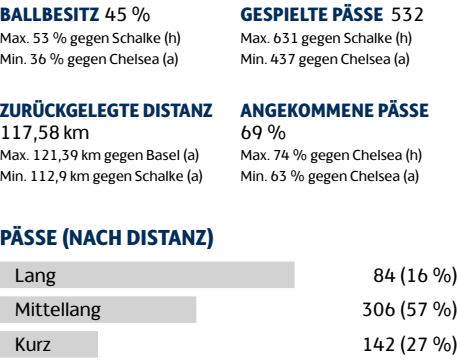 BALLBESITZ 45 %
Max. 53 % gegen Schalke (h)
Min. 36 % gegen Chelsea (a)
GESPIELTE PÄSSE 532
Max. 631 gegen Schalke (h)
Min. 437 gegen Chelsea (a)
ZURÜCKGELEGTE DISTANZ
117,58 km
Max. 121,39 km gegen Basel (a)
Min. 112,9 km gegen Schalke (a)
ANGEKOMMENE PÄSSE
69 %
Max. 74 % gegen Chelsea (h)
Min. 63 % gegen Chelsea (a)
PÄSSE (NACH DISTANZ)
Lang 84 (16 %)
Mittellang 306 (57 %)
Kurz 142 (27 %)